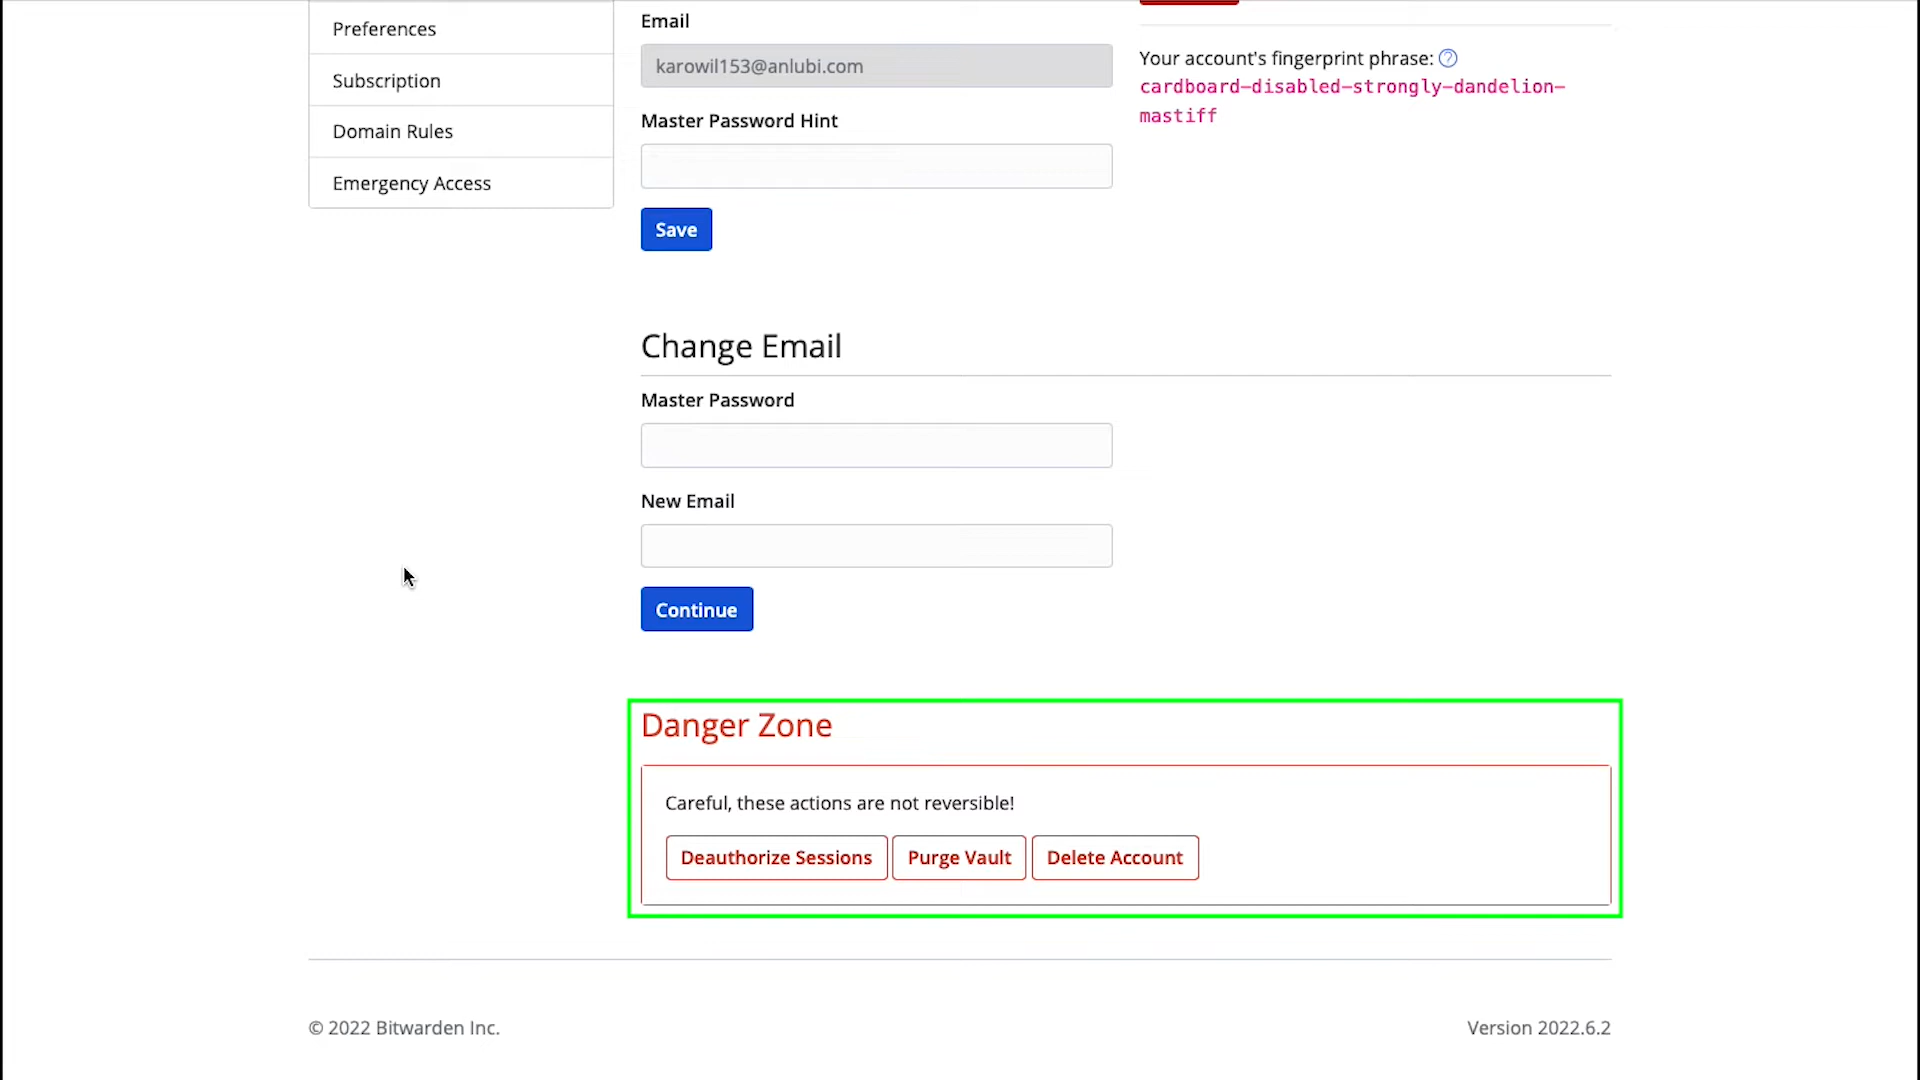 Preferences
Subscription
Domain Rules
Emergency Access
Email
karowil153@anlubi.com
Master Password Hint
Save
Your account's fingerprint phrase:
cardboard-disabled-strongly-dandelion-
mastiff
Change Email
Master Password
New Email
Continue
Danger Zone
Careful, these actions are not reversible!
Deauthorize Sessions
Purge Vault
Delete Account
© 2022 Bitwarden Inc.
Version 2022.6.2